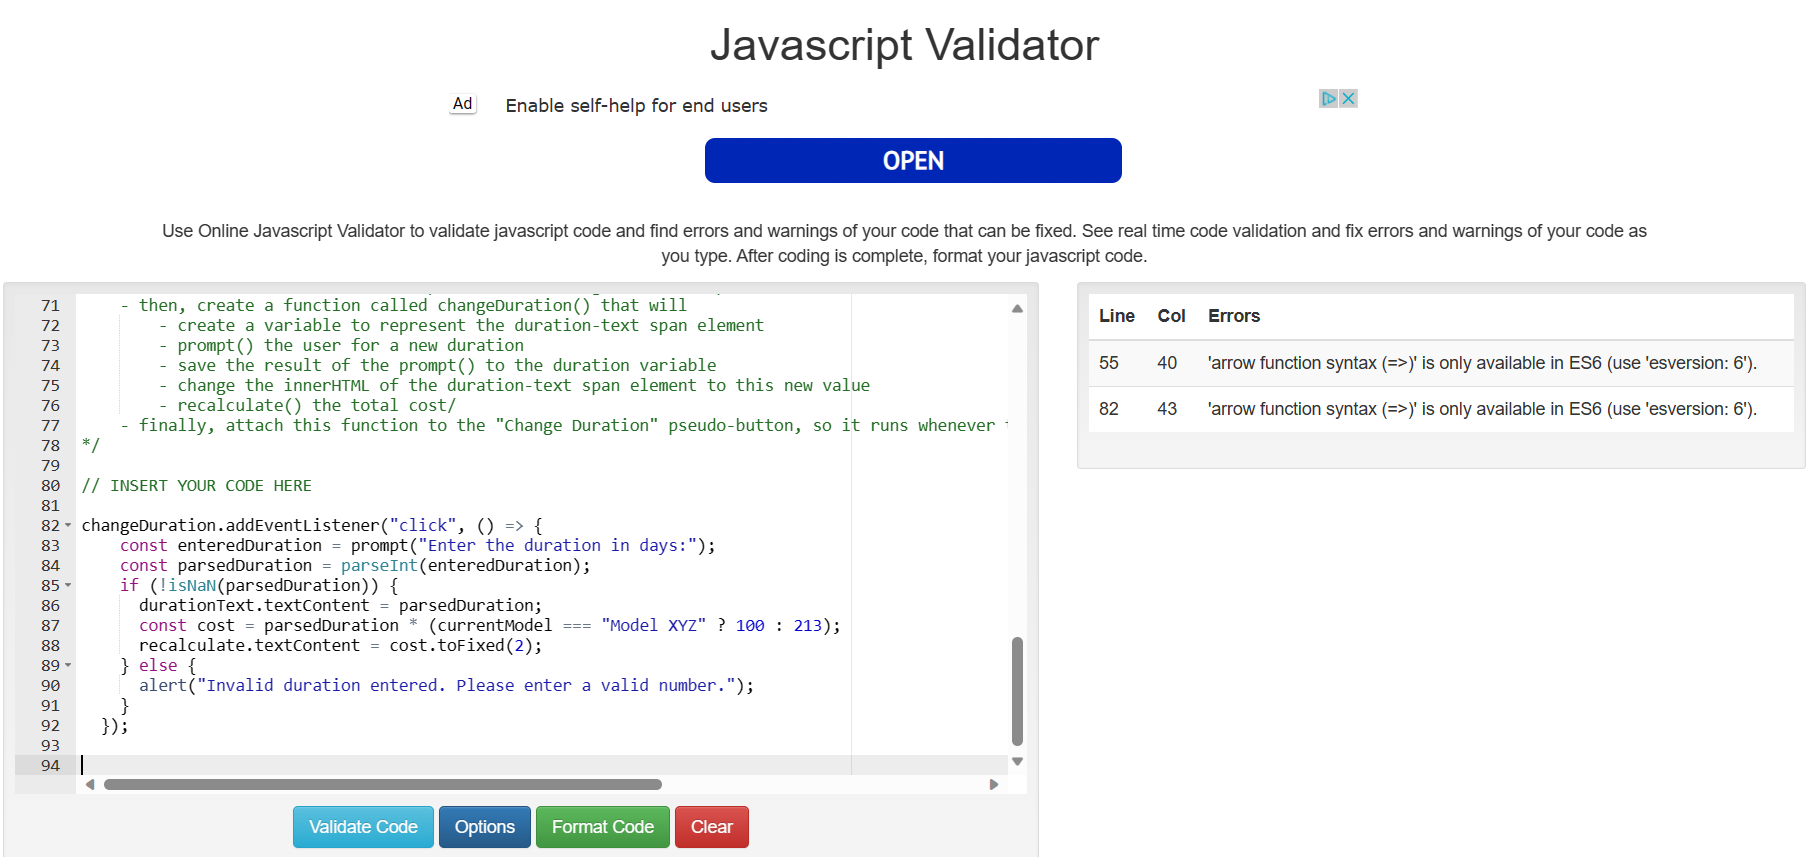 Javascript Validator
Ad
Enable self-help for end users
OPEN
Use Online Javascript Validator to validate javascript code and find errors and warnings of your code that can be fixed. See real time code validation and fix errors and warnings of your code as
you type. After coding is complete, format your javascript code.
71 - then, create a function called changeDuration() that will
72 - create a variable to represent the duration-text span element
73 - prompt() the user for a new duration
74 - save the result of the prompt() to the duration variable
75 - change the innerHTML of the duration-text span element to this new value
76 - recalculate() the total cost/
77 - finally, attach this function to the "Change Duration" pseudo-button, so it runs whenever
78 */
79
80 // INSERT YOUR CODE HERE
81
82 changeDuration.addEventListener("click", () => {
83 const enteredDuration = prompt("Enter the duration in days:");
84 const parsedDuration = parseInt(enteredDuration);
85 if (!isNaN(parsedDuration)) {
86 durationText.textContent = parsedDuration;
87 const cost = parsedDuration * (currentModel === "Model XYZ" ? 100 : 213);
88 recalculate.textContent = cost.toFixed(2);
89 } else {
90 alert("Invalid duration entered. Please enter a valid number.");
91 }
92 });
93
94
Validate Code Options Format Code Clear
Line Col Errors
55 40 'arrow function syntax (=>)' is only available in ES6 (use 'esversion: 6').
82 43 'arrow function syntax (=>)' is only available in ES6 (use 'esversion: 6').